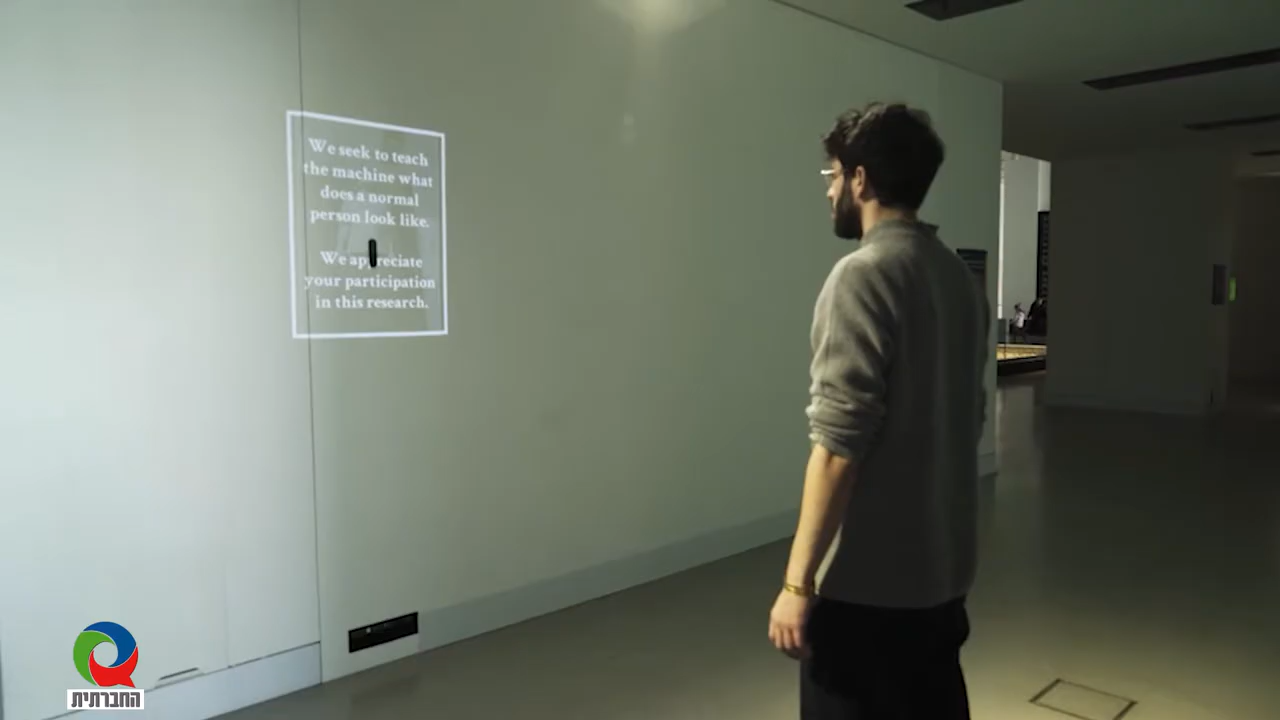 We seek to teach
the machine what
does a normal
person look like.
We appreciate
your participation
in this research.
החברתית